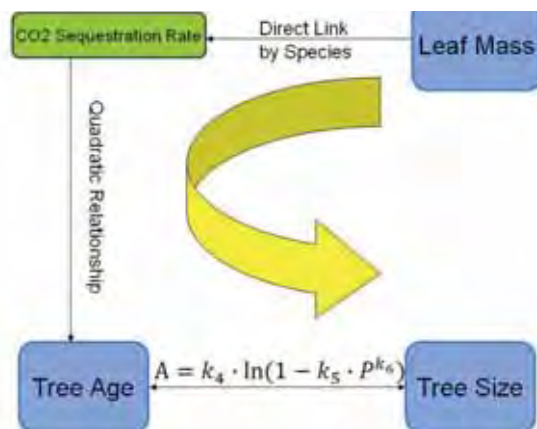 CO2 Sequestration Rate
Direct Link
by Species
Leaf Mass
Quadratic Relationship
Tree Age
A = k₄ · ln(1 − k₅ · P^{k₆})
Tree Size